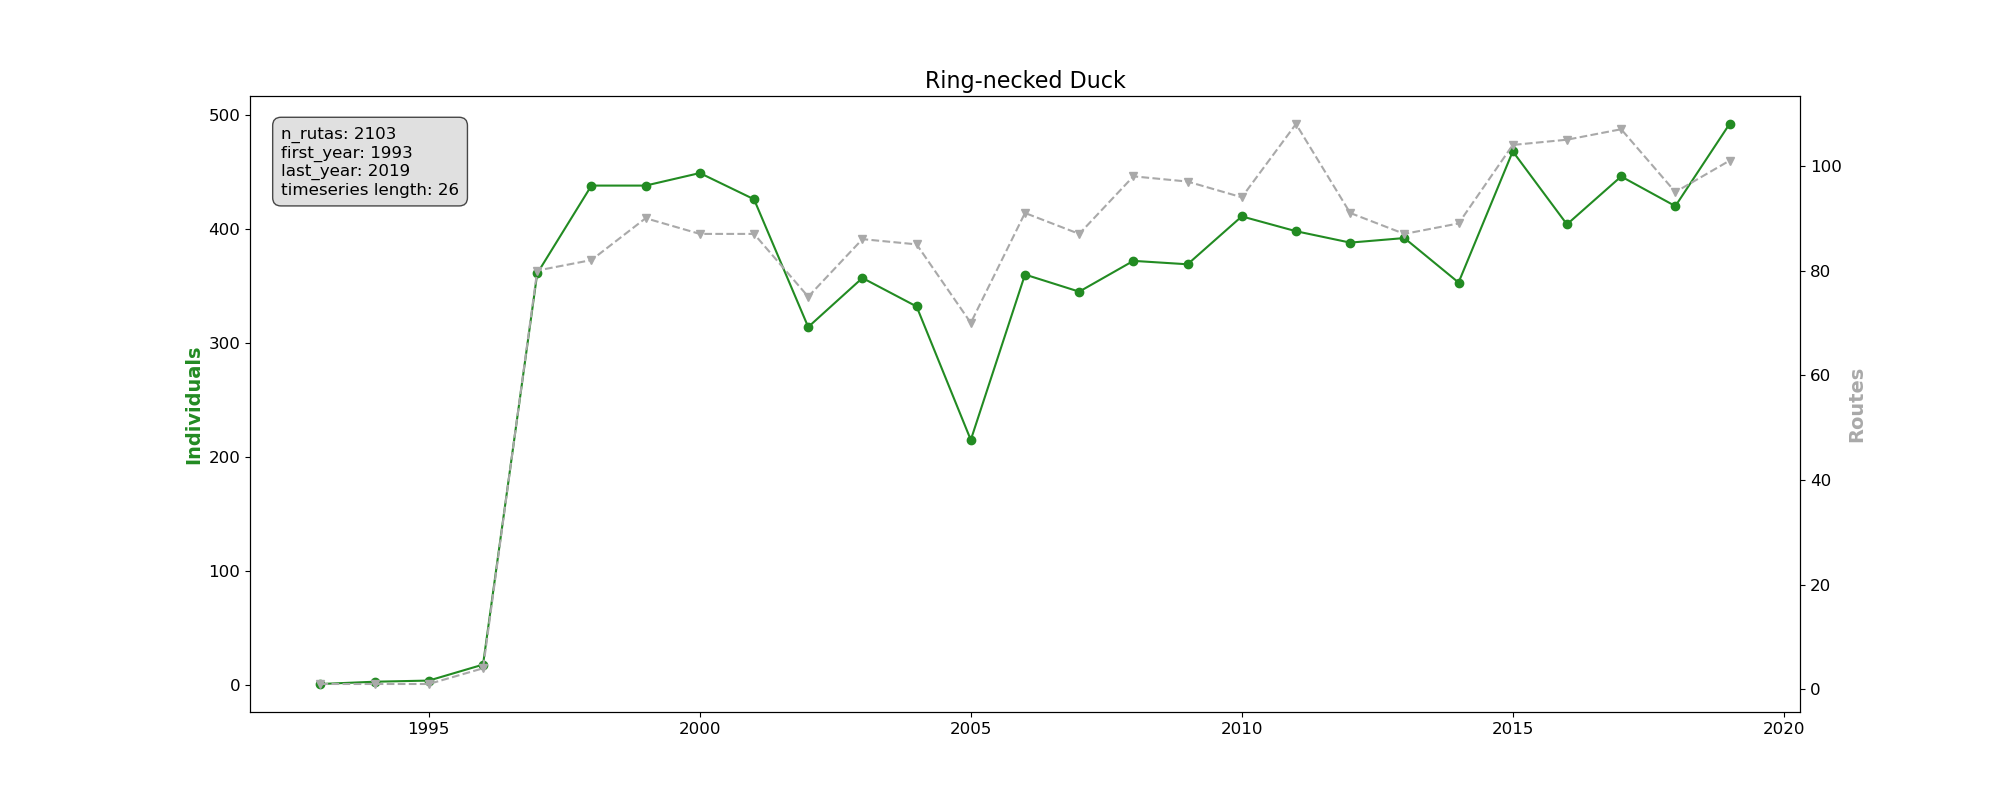 Ring-necked Duck
n_rutas: 2103
first_year: 1993
last_year: 2019
timeseries length: 26
500
400
300
200
100
0
Individuals
100
80
60
40
20
0
Routes
1995
2000
2005
2010
2015
2020